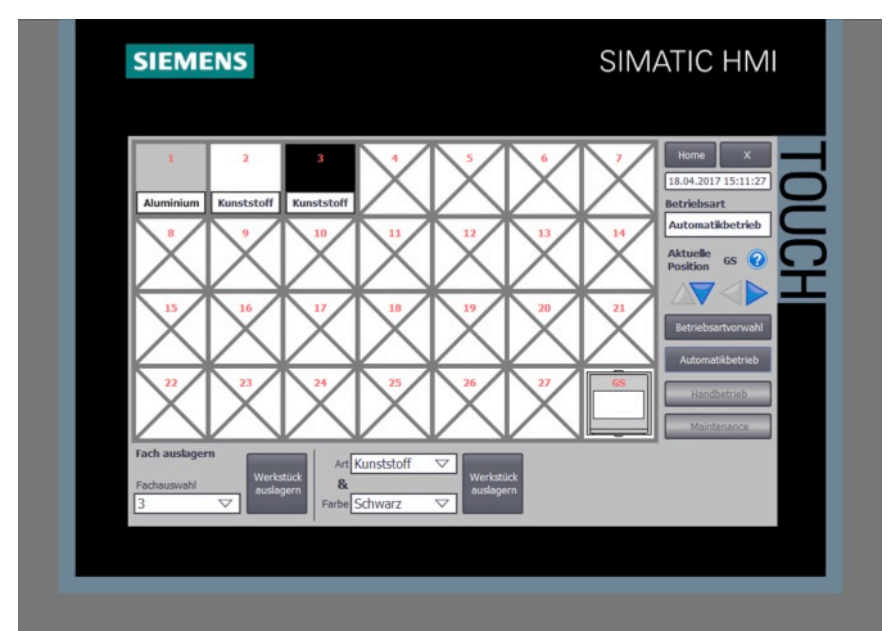 SIEMENS
SIMATIC HMI
TOUCH
1 2 3 4 5 6 7
Aluminium Kunststoff Kunststoff
8 9 10 11 12 13 14
15 16 17 18 19 20 21
22 23 24 25 26 27 GS
Home X
18.04.2017 15:11:27
Betriebsart
Automatikbetrieb
Aktuelle
Position GS ?
Betriebsartvorwahl
Automatikbetrieb
Handbetrieb
Maintenance
Fach auslagern
Fachauswahl
3
Werkstück
auslagern
Art Kunststoff
&
Farbe Schwarz
Werkstück
auslagern